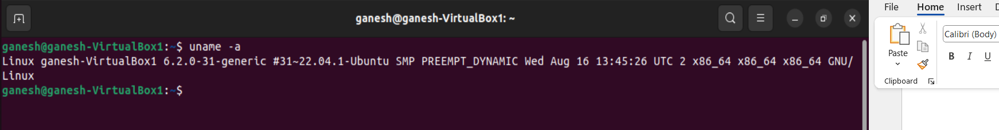 ganesh@ganesh-VirtualBox1: ~
ganesh@ganesh-VirtualBox1:~$ uname -a
Linux ganesh-VirtualBox1 6.2.0-31-generic #31~22.04.1-Ubuntu SMP PREEMPT_DYNAMIC Wed Aug 16 13:45:26 UTC 2 x86_64 x86_64 x86_64 GNU/
Linux
ganesh@ganesh-VirtualBox1:~$
File Home Insert D
Calibri (Body)
Paste
B I U
Clipboard